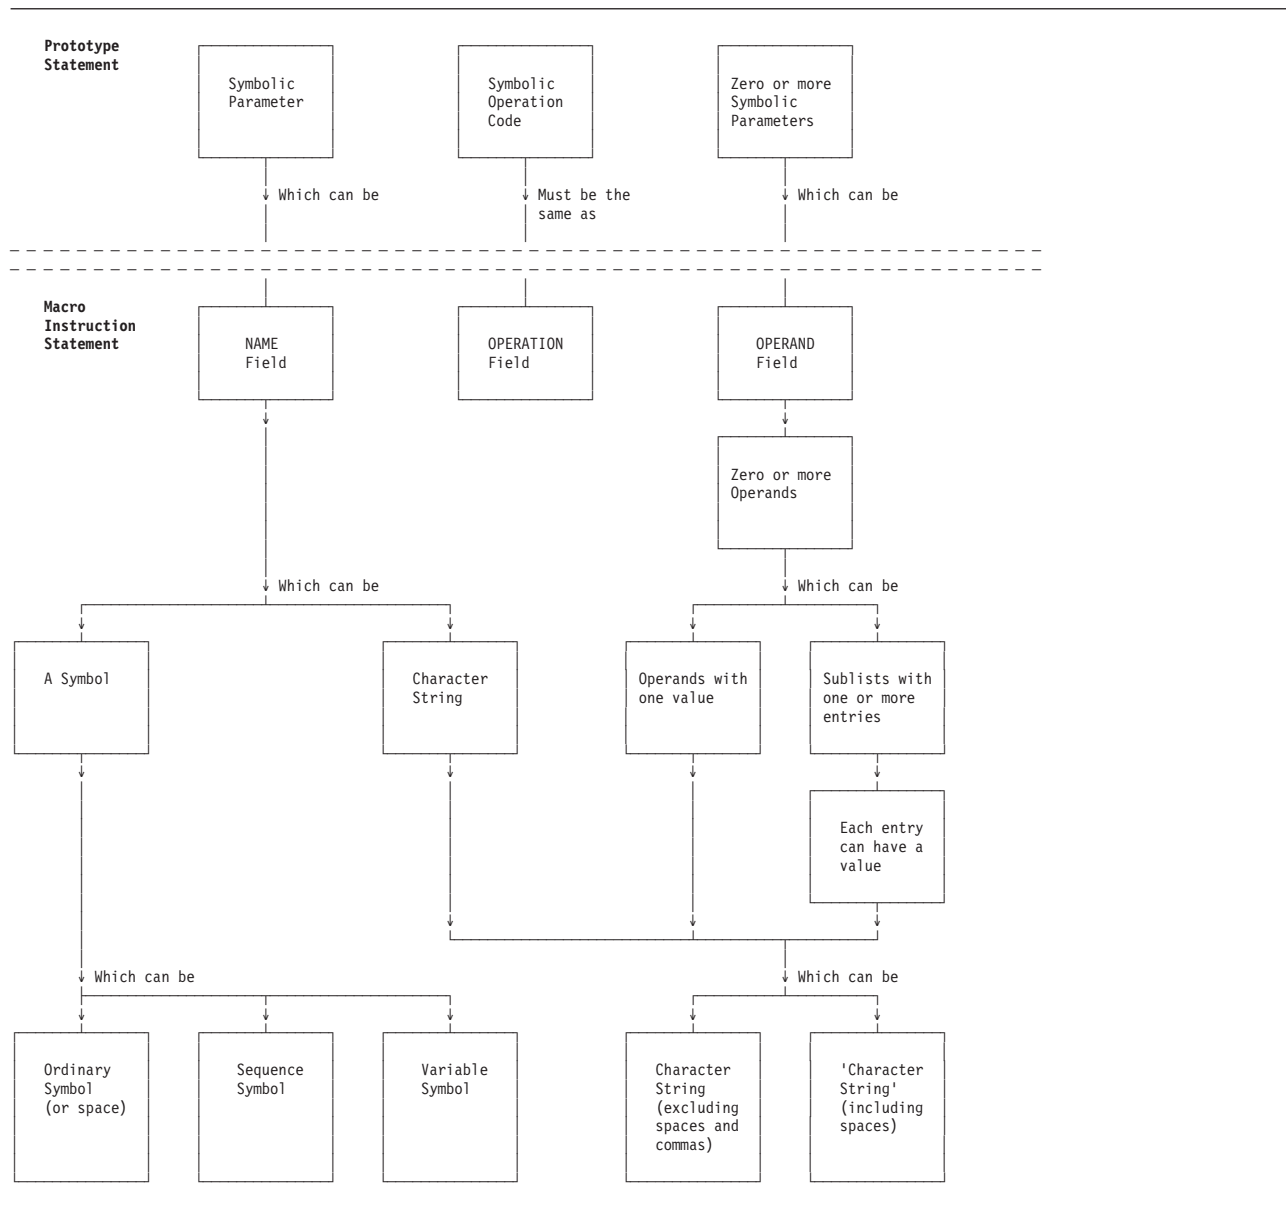 Prototype
Statement
Symbolic
Parameter
Symbolic
Operation
Code
Zero or more
Symbolic
Parameters
Which can be
Must be the
same as
Which can be
Macro
Instruction
Statement
NAME
Field
OPERATION
Field
OPERAND
Field
Zero or more
Operands
Which can be
Which can be
A Symbol
Character
String
Operands with
one value
Sublists with
one or more
entries
Each entry
can have a
value
Which can be
Which can be
Ordinary
Symbol
(or space)
Sequence
Symbol
Variable
Symbol
Character
String
(excluding
spaces and
commas)
'Character
String'
(including
spaces)